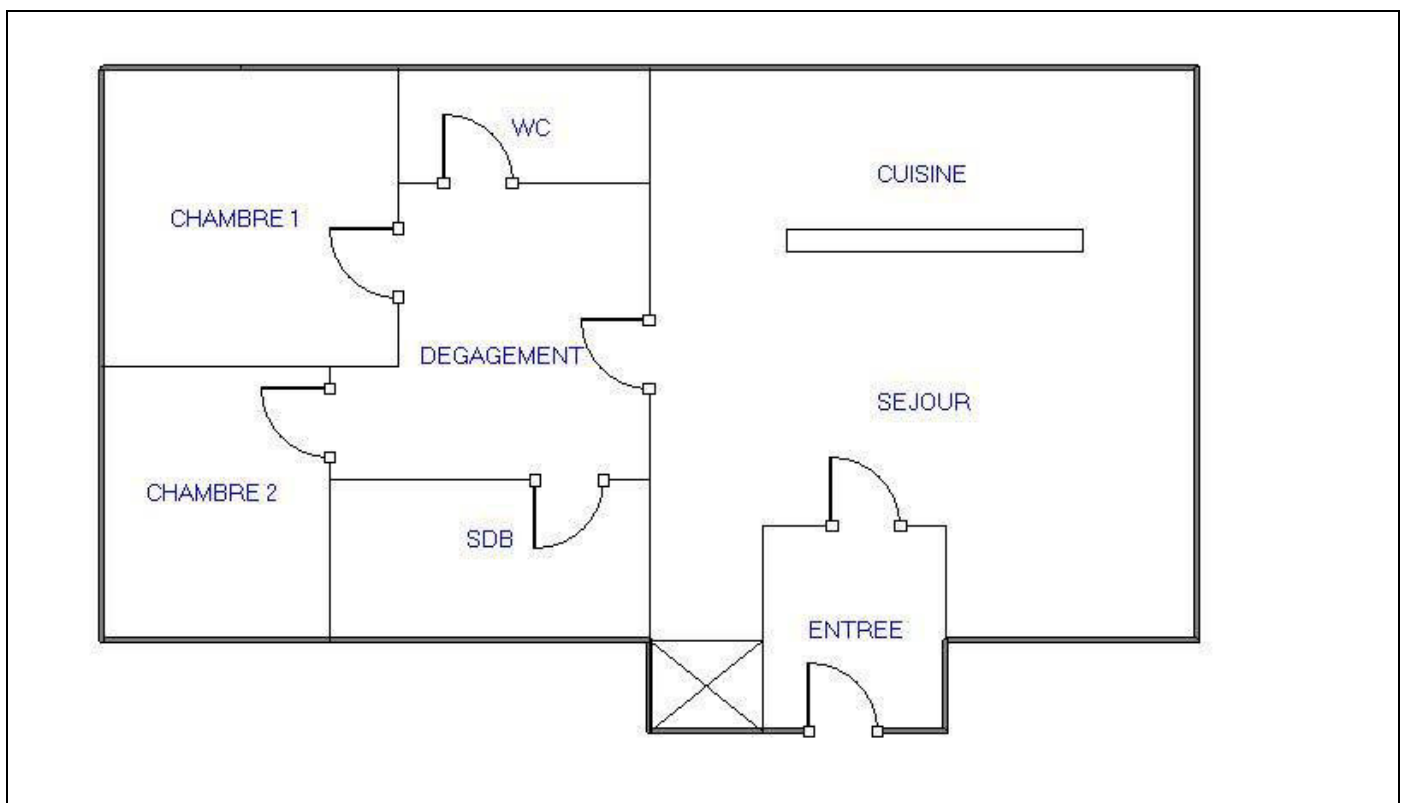 WC
CUISINE
CHAMBRE 1
DEGAGEMENT
SEJOUR
CHAMBRE 2
SDB
ENTREE